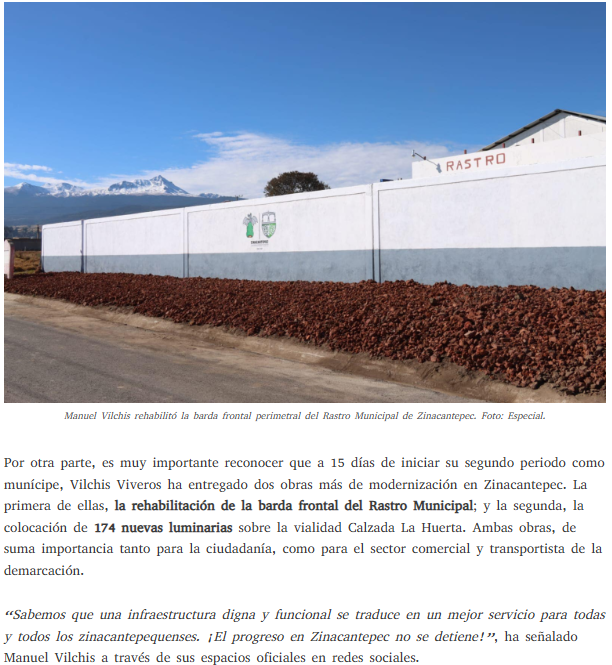 RASTRO
Manuel Vilchis rehabilitó la barda frontal perimetral del Rastro Municipal de Zinacantepec. Foto: Especial.
Por otra parte, es muy importante reconocer que a 15 días de iniciar su segundo periodo como
munícipe, Vilchis Viveros ha entregado dos obras más de modernización en Zinacantepec. La
primera de ellas, la rehabilitación de la barda frontal del Rastro Municipal; y la segunda, la
colocación de 174 nuevas luminarias sobre la vialidad Calzada La Huerta. Ambas obras, de
suma importancia tanto para la ciudadanía, como para el sector comercial y transportista de la
demarcación.
“Sabemos que una infraestructura digna y funcional se traduce en un mejor servicio para todas
y todos los zinacantepequenses. ¡El progreso en Zinacantepec no se detiene!”, ha señalado
Manuel Vilchis a través de sus espacios oficiales en redes sociales.